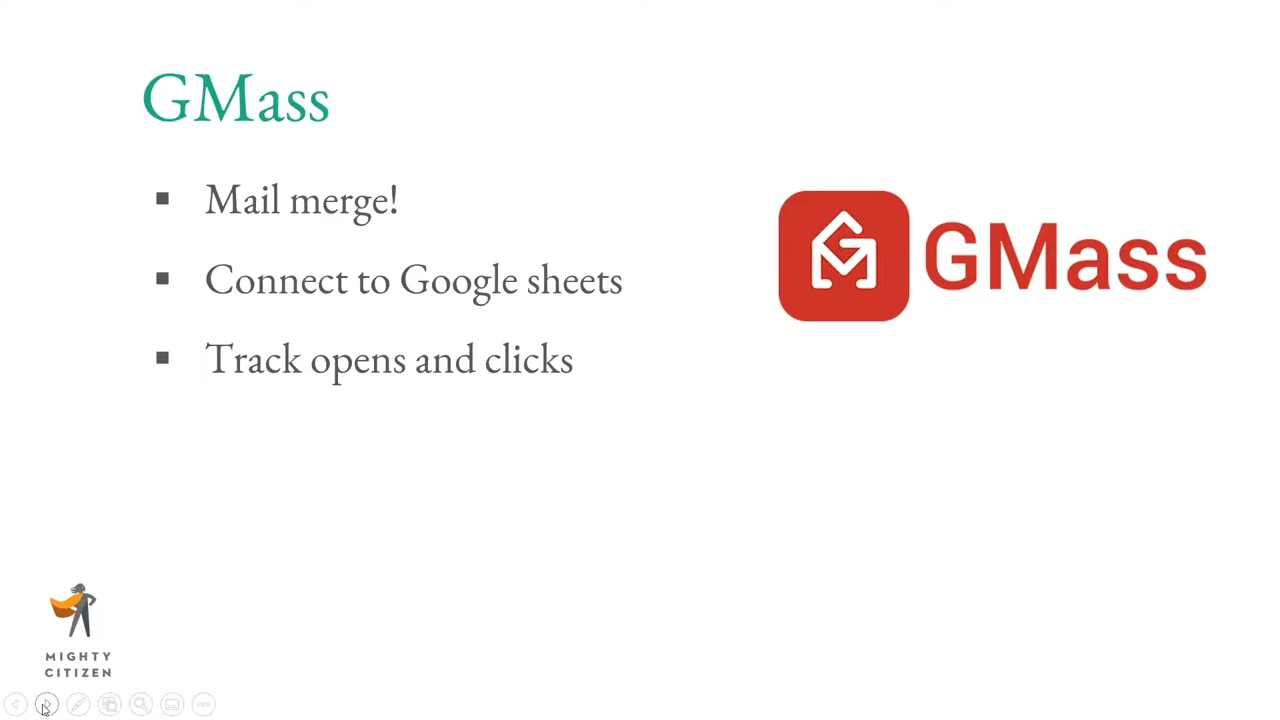 GMass
Mail merge!
Connect to Google sheets
Track opens and clicks
GMass
MIGHTY
CITIZEN